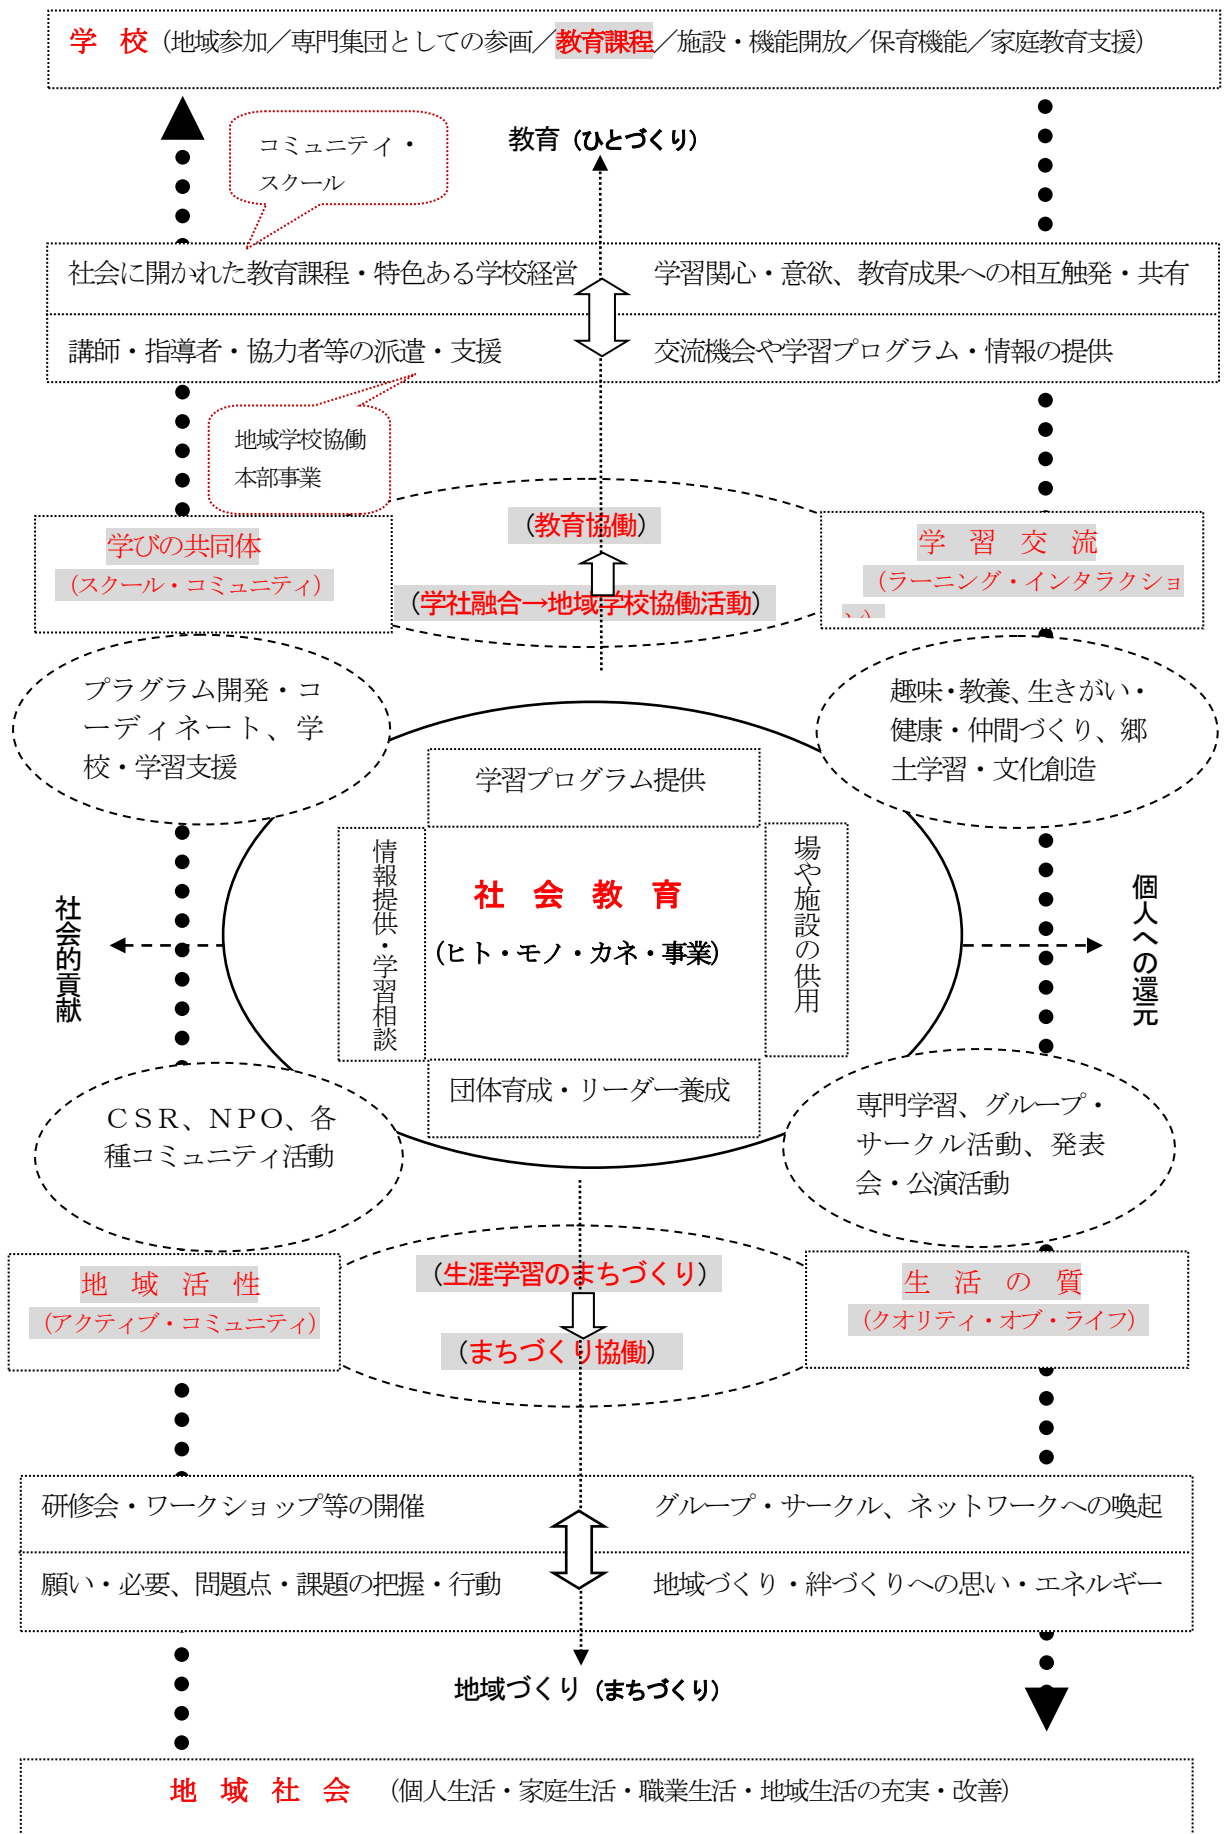 学　校（地域参加／専門集団としての参画／教育課程／施設・機能開放／保育機能／家庭教育支援）
コミュニティ・
スクール
教育（ひとづくり）
社会に開かれた教育課程・特色ある学校経営
学習関心・意欲、教育成果への相互触発・共有
講師・指導者・協力者等の派遣・支援
交流機会や学習プログラム・情報の提供
地域学校協働
本部事業
（教育協働）
（学社融合→地域学校協働活動）
学びの共同体
（スクール・コミュニティ）
学　習　交　流
（ラーニング・インタラクショ
ン）
プラグラム開発・コ
ーディネート、学
校・学習支援
趣味・教養、生きがい・
健康・仲間づくり、郷
土学習・文化創造
学習プログラム提供
情報提供・学習相談
社　会　教　育
（ヒト・モノ・カネ・事業）
場や施設の供用
団体育成・リーダー養成
社会的貢献
個人への還元
ＣＳＲ、ＮＰＯ、各
種コミュニティ活動
専門学習、グループ・
サークル活動、発表
会・公演活動
地　域　活　性
（アクティブ・コミュニティ）
（生涯学習のまちづくり）
（まちづくり協働）
生　活　の　質
（クオリティ・オブ・ライフ）
研修会・ワークショップ等の開催
グループ・サークル、ネットワークへの喚起
願い・必要、問題点・課題の把握・行動
地域づくり・絆づくりへの思い・エネルギー
地域づくり（まちづくり）
地　域　社　会　（個人生活・家庭生活・職業生活・地域生活の充実・改善）